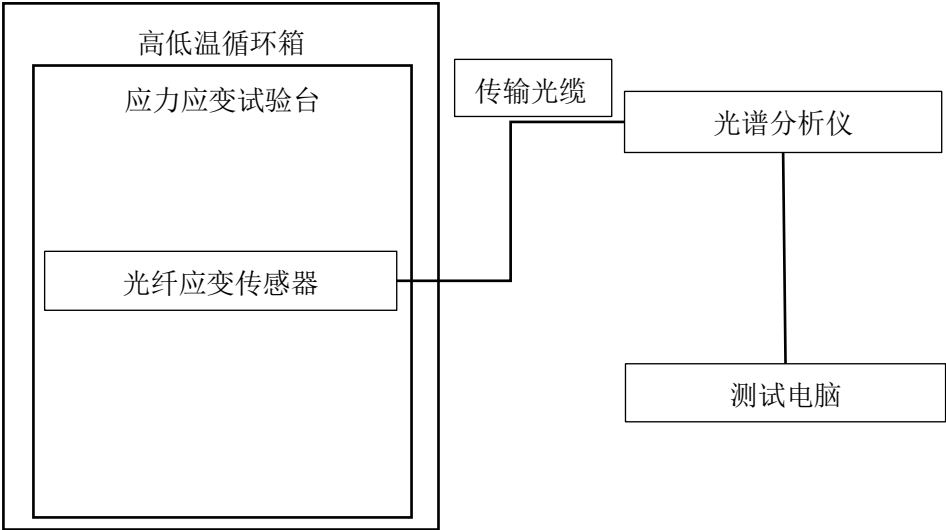 高低温循环箱
应力应变试验台
传输光缆
光谱分析仪
光纤应变传感器
测试电脑